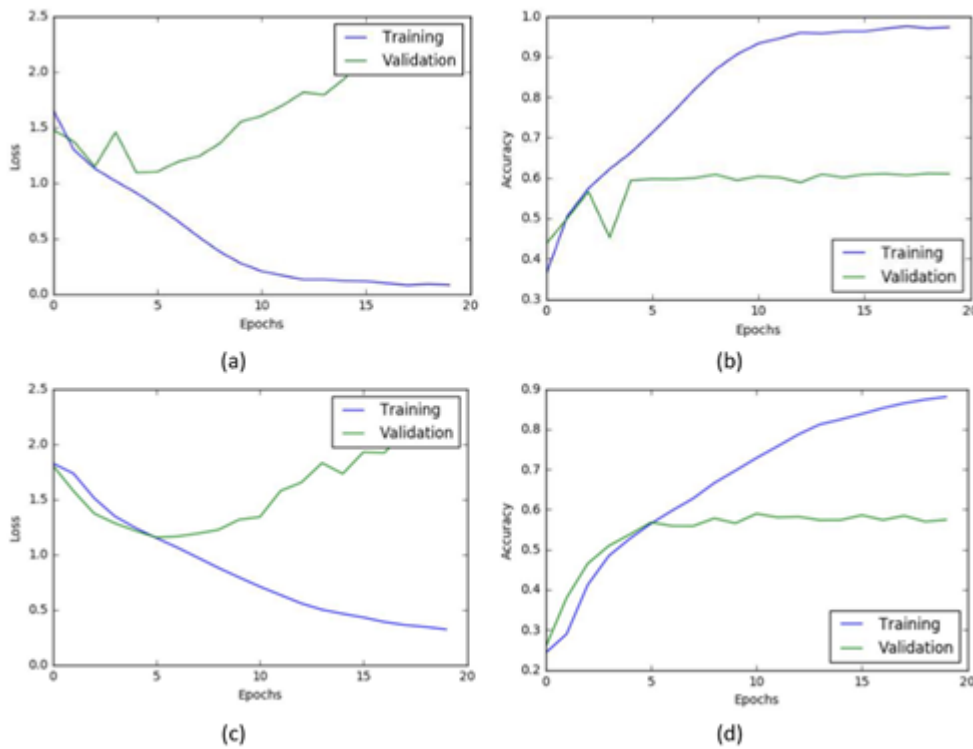 2.5
2.0
1.5
1.0
0.5
0.0
Loss
0 5 10 15 20
Epochs
Training
Validation
(a)
1.0
0.9
0.8
0.7
0.6
0.5
0.4
0.3
Accuracy
0 5 10 15 20
Epochs
Training
Validation
(b)
2.5
2.0
1.5
1.0
0.5
0.0
Loss
0 5 10 15 20
Epochs
Training
Validation
(c)
0.9
0.8
0.7
0.6
0.5
0.4
0.3
0.2
Accuracy
0 5 10 15 20
Epochs
Training
Validation
(d)